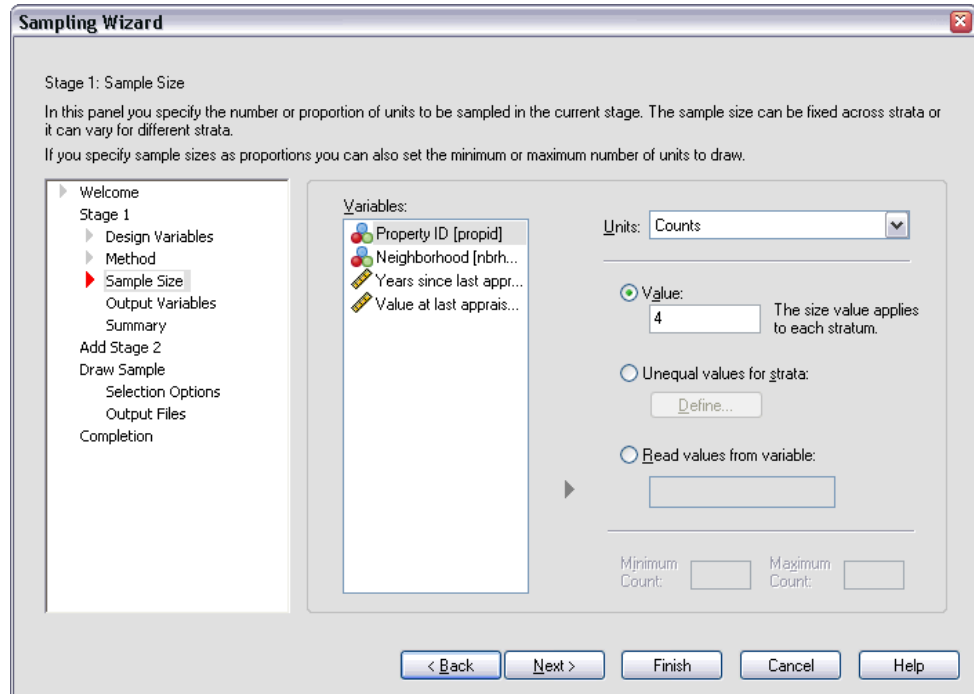 Sampling Wizard
Stage 1: Sample Size
In this panel you specify the number or proportion of units to be sampled in the current stage. The sample size can be fixed across strata or
it can vary for different strata.
If you specify sample sizes as proportions you can also set the minimum or maximum number of units to draw.
Welcome
Stage 1
Design Variables
Method
Sample Size
Output Variables
Summary
Add Stage 2
Draw Sample
Selection Options
Output Files
Completion
Variables:
Property ID [propid]
Neighborhood [nbrh...
Years since last appr...
Value at last apprais...
Units: Counts
Value:
4
The size value applies
to each stratum.
Unequal values for strata:
Define...
Read values from variable:
Minimum
Count:
Maximum
Count:
< Back
Next >
Finish
Cancel
Help